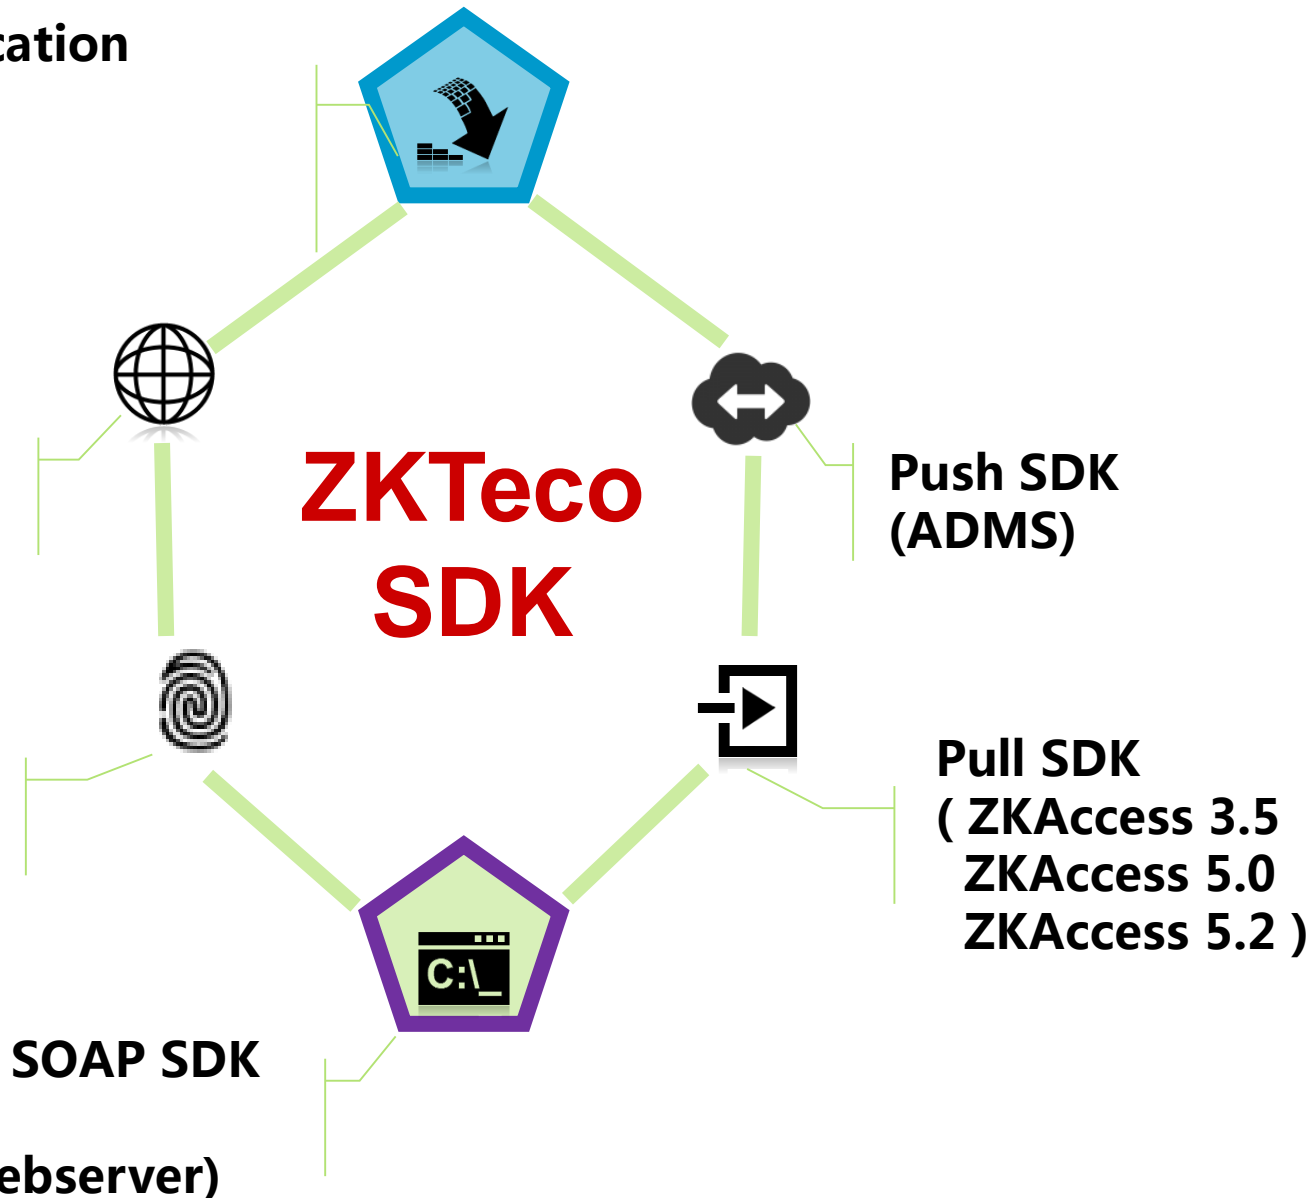 cation
ZKTeco
SDK
Push SDK
(ADMS)
Pull SDK
( ZKAccess 3.5
ZKAccess 5.0
ZKAccess 5.2 )
C:\_
SOAP SDK
ebserver)